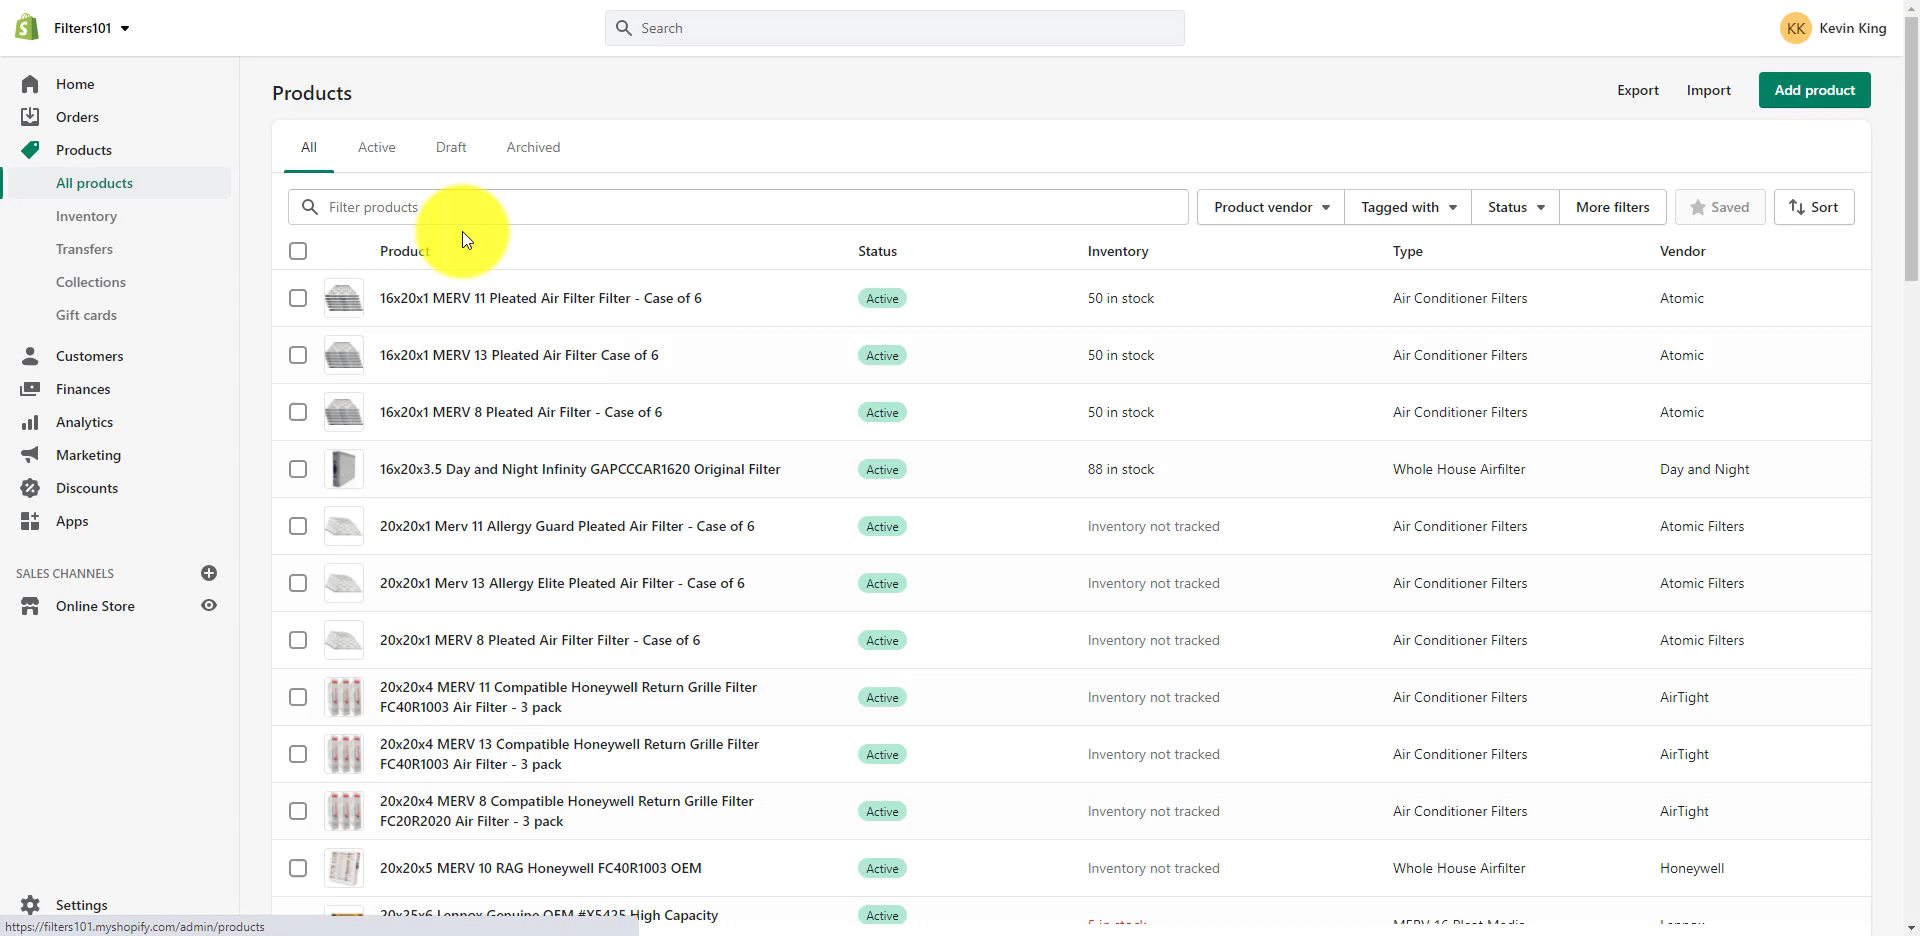 Filters101
Search
KK
Kevin King
Home
Orders
Products
All products
Inventory
Transfers
Collections
Gift cards
Customers
Finances
Analytics
Marketing
Discounts
Apps
SALES CHANNELS
Online Store
Settings
https://filters101.myshopify.com/admin/products
Products
Export
Import
Add product
All
Active
Draft
Archived
Filter products
Product vendor
Tagged with
Status
More filters
Saved
Sort
Product Status Inventory Type Vendor
16x20x1 MERV 11 Pleated Air Filter Filter - Case of 6 Active 50 in stock Air Conditioner Filters Atomic
16x20x1 MERV 13 Pleated Air Filter Case of 6 Active 50 in stock Air Conditioner Filters Atomic
16x20x1 MERV 8 Pleated Air Filter - Case of 6 Active 50 in stock Air Conditioner Filters Atomic
16x20x3.5 Day and Night Infinity GAPCCCAR1620 Original Filter Active 88 in stock Whole House Airfilter Day and Night
20x20x1 Merv 11 Allergy Guard Pleated Air Filter - Case of 6 Active Inventory not tracked Air Conditioner Filters Atomic Filters
20x20x1 Merv 13 Allergy Elite Pleated Air Filter - Case of 6 Active Inventory not tracked Air Conditioner Filters Atomic Filters
20x20x1 MERV 8 Pleated Air Filter Filter - Case of 6 Active Inventory not tracked Air Conditioner Filters Atomic Filters
20x20x4 MERV 11 Compatible Honeywell Return Grille Filter
FC40R1003 Air Filter - 3 pack Active Inventory not tracked Air Conditioner Filters AirTight
20x20x4 MERV 13 Compatible Honeywell Return Grille Filter
FC40R1003 Air Filter - 3 pack Active Inventory not tracked Air Conditioner Filters AirTight
20x20x4 MERV 8 Compatible Honeywell Return Grille Filter
FC20R2020 Air Filter - 3 pack Active Inventory not tracked Air Conditioner Filters AirTight
20x20x5 MERV 10 RAG Honeywell FC40R1003 OEM Active Inventory not tracked Whole House Airfilter Honeywell
20x25x6 Lennox Genuine OEM #X5425 High Capacity Active 5 in stock MERV 16 Pleat Media Lennox